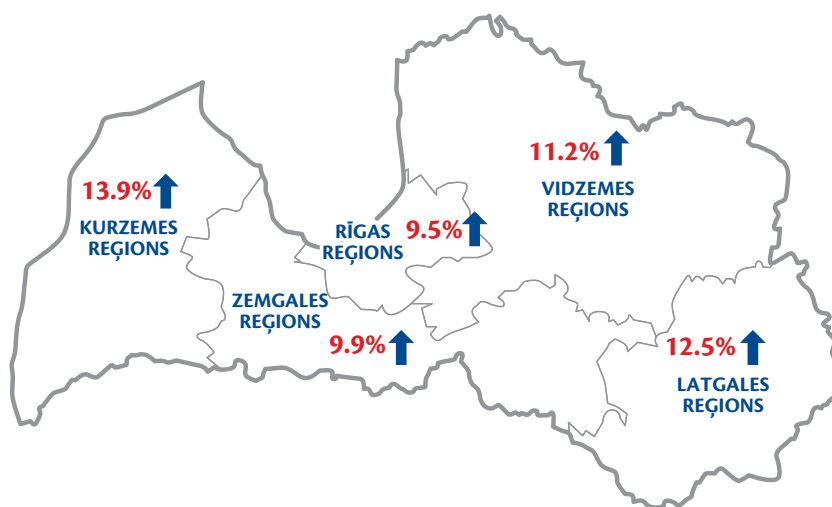 11.2%
VIDZEMES
REĢIONS
13.9%
KURZEMES
REĢIONS
RĪGAS
REĢIONS
9.5%
ZEMGALES
REĢIONS
9.9%
12.5%
LATGALES
REĢIONS